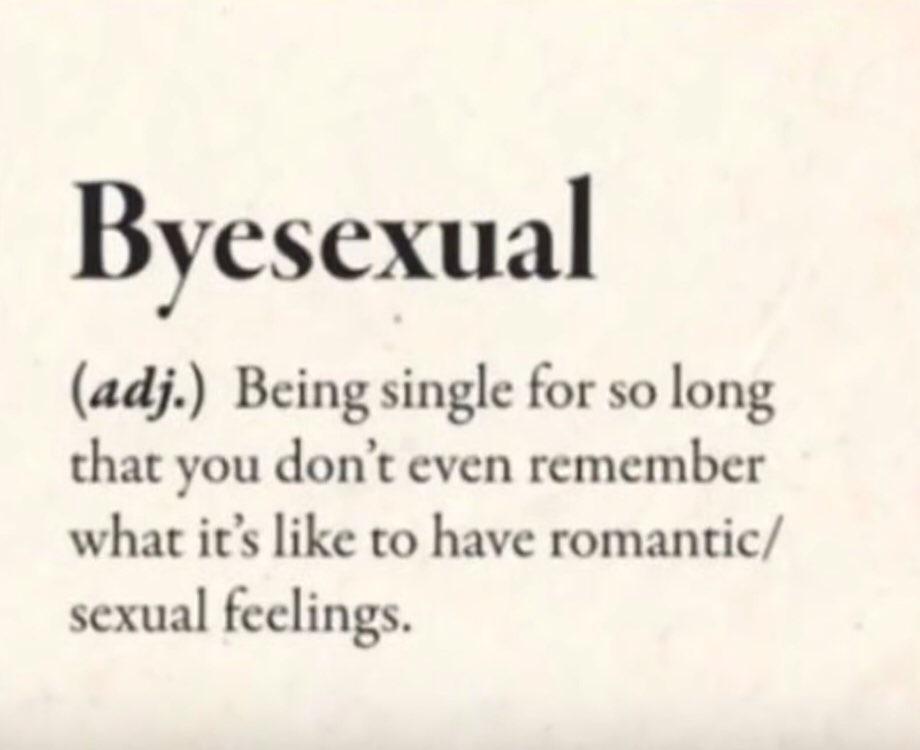 Byesexual
(adj.) Being single for so long
that you don't even remember
what it's like to have romantic/
sexual feelings.